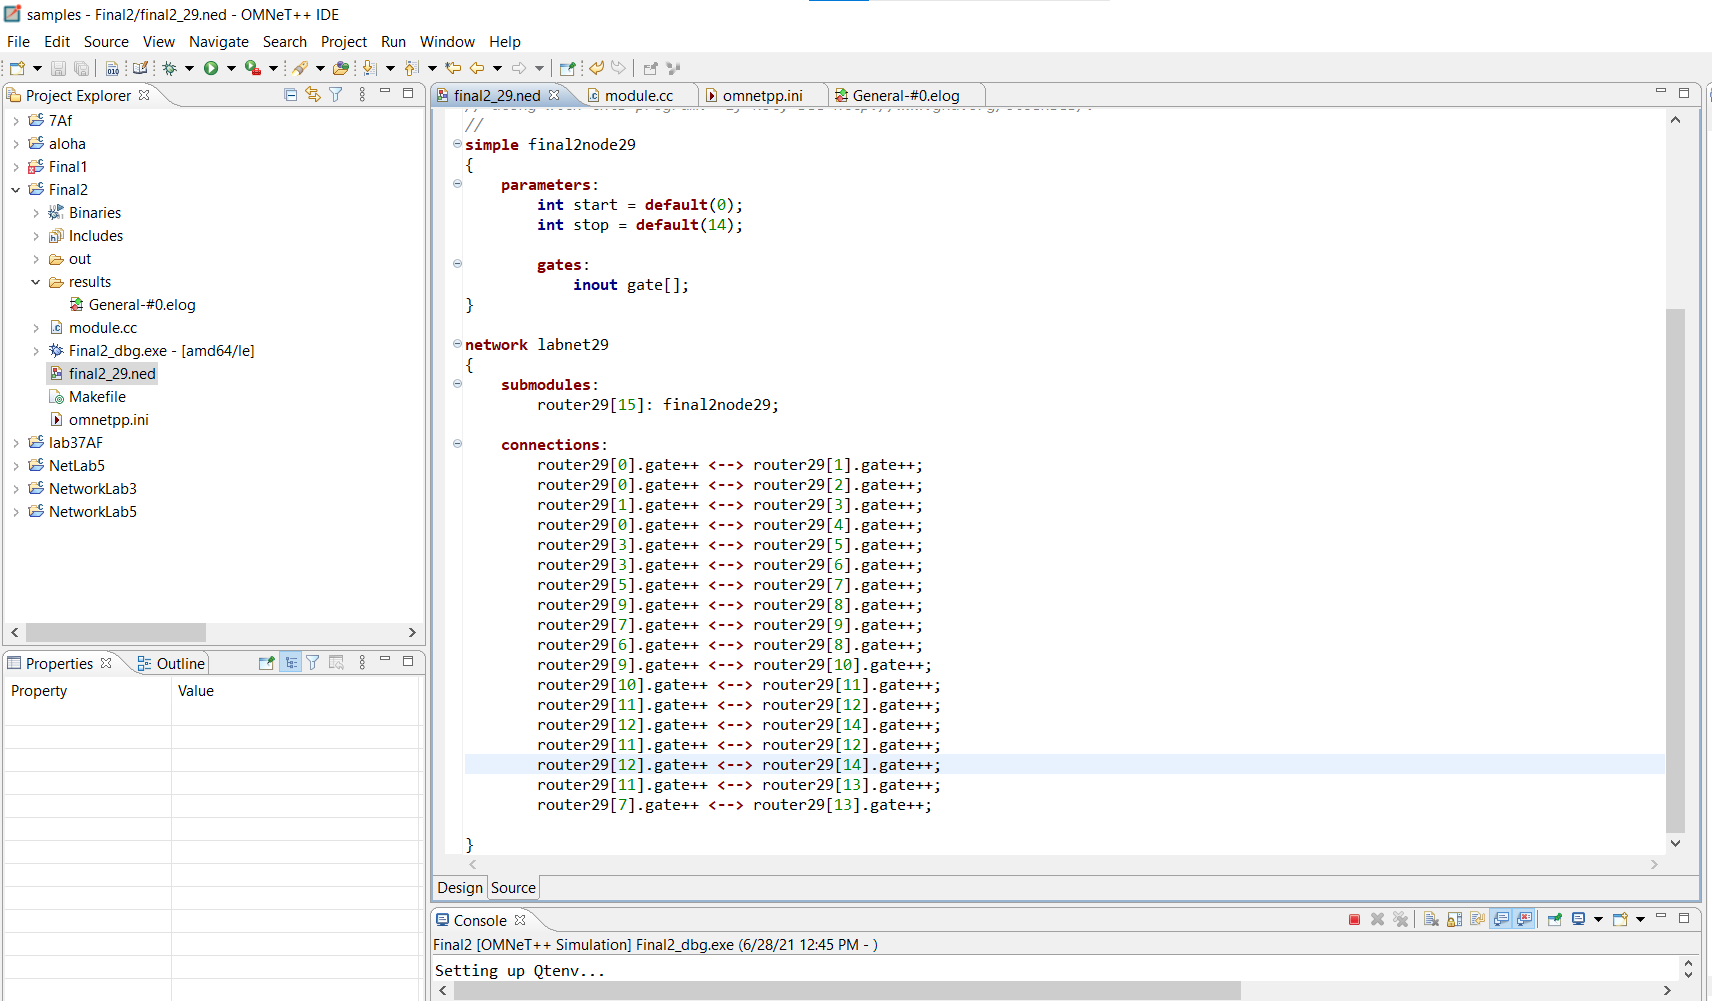 samples - Final2/final2_29.ned - OMNeT++ IDE
File Edit Source View Navigate Search Project Run Window Help
Project Explorer
7Af
aloha
Final1
Final2
Binaries
Includes
out
results
General-#0.elog
module.cc
Final2_dbg.exe - [amd64/le]
final2_29.ned
Makefile
omnetpp.ini
lab37AF
NetLab5
NetworkLab3
NetworkLab5
Properties Outline
Property Value
final2_29.ned module.cc omnetpp.ini General-#0.elog
//
simple final2node29
{
parameters:
int start = default(0);
int stop = default(14);
gates:
inout gate[];
}
network labnet29
{
submodules:
router29[15]: final2node29;
connections:
router29[0].gate++ <--> router29[1].gate++;
router29[0].gate++ <--> router29[2].gate++;
router29[1].gate++ <--> router29[3].gate++;
router29[0].gate++ <--> router29[4].gate++;
router29[3].gate++ <--> router29[5].gate++;
router29[3].gate++ <--> router29[6].gate++;
router29[5].gate++ <--> router29[7].gate++;
router29[9].gate++ <--> router29[8].gate++;
router29[7].gate++ <--> router29[9].gate++;
router29[6].gate++ <--> router29[8].gate++;
router29[9].gate++ <--> router29[10].gate++;
router29[10].gate++ <--> router29[11].gate++;
router29[11].gate++ <--> router29[12].gate++;
router29[12].gate++ <--> router29[14].gate++;
router29[11].gate++ <--> router29[12].gate++;
router29[12].gate++ <--> router29[14].gate++;
router29[11].gate++ <--> router29[13].gate++;
router29[7].gate++ <--> router29[13].gate++;
}
Design Source
Console
Final2 [OMNeT++ Simulation] Final2_dbg.exe (6/28/21 12:45 PM - )
Setting up Qtenv...